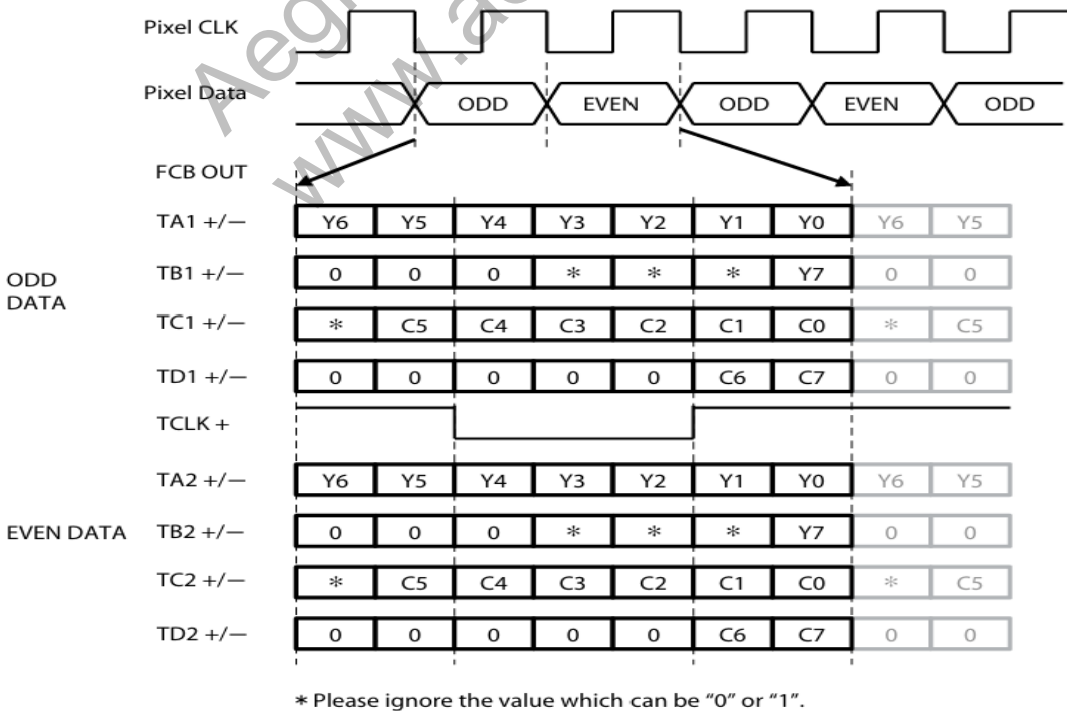 Pixel CLK
Pixel Data ODD EVEN ODD EVEN ODD
FCB OUT
TA1 +/— Y6 Y5 Y4 Y3 Y2 Y1 Y0 Y6 Y5
ODD DATA
TB1 +/— 0 0 0 * * * Y7 0 0
TC1 +/— * C5 C4 C3 C2 C1 C0 * C5
TD1 +/— 0 0 0 0 0 C6 C7 0 0
TCLK +
TA2 +/— Y6 Y5 Y4 Y3 Y2 Y1 Y0 Y6 Y5
EVEN DATA TB2 +/— 0 0 0 * * * Y7 0 0
TC2 +/— * C5 C4 C3 C2 C1 C0 * C5
TD2 +/— 0 0 0 0 0 C6 C7 0 0
* Please ignore the value which can be “0” or “1”.